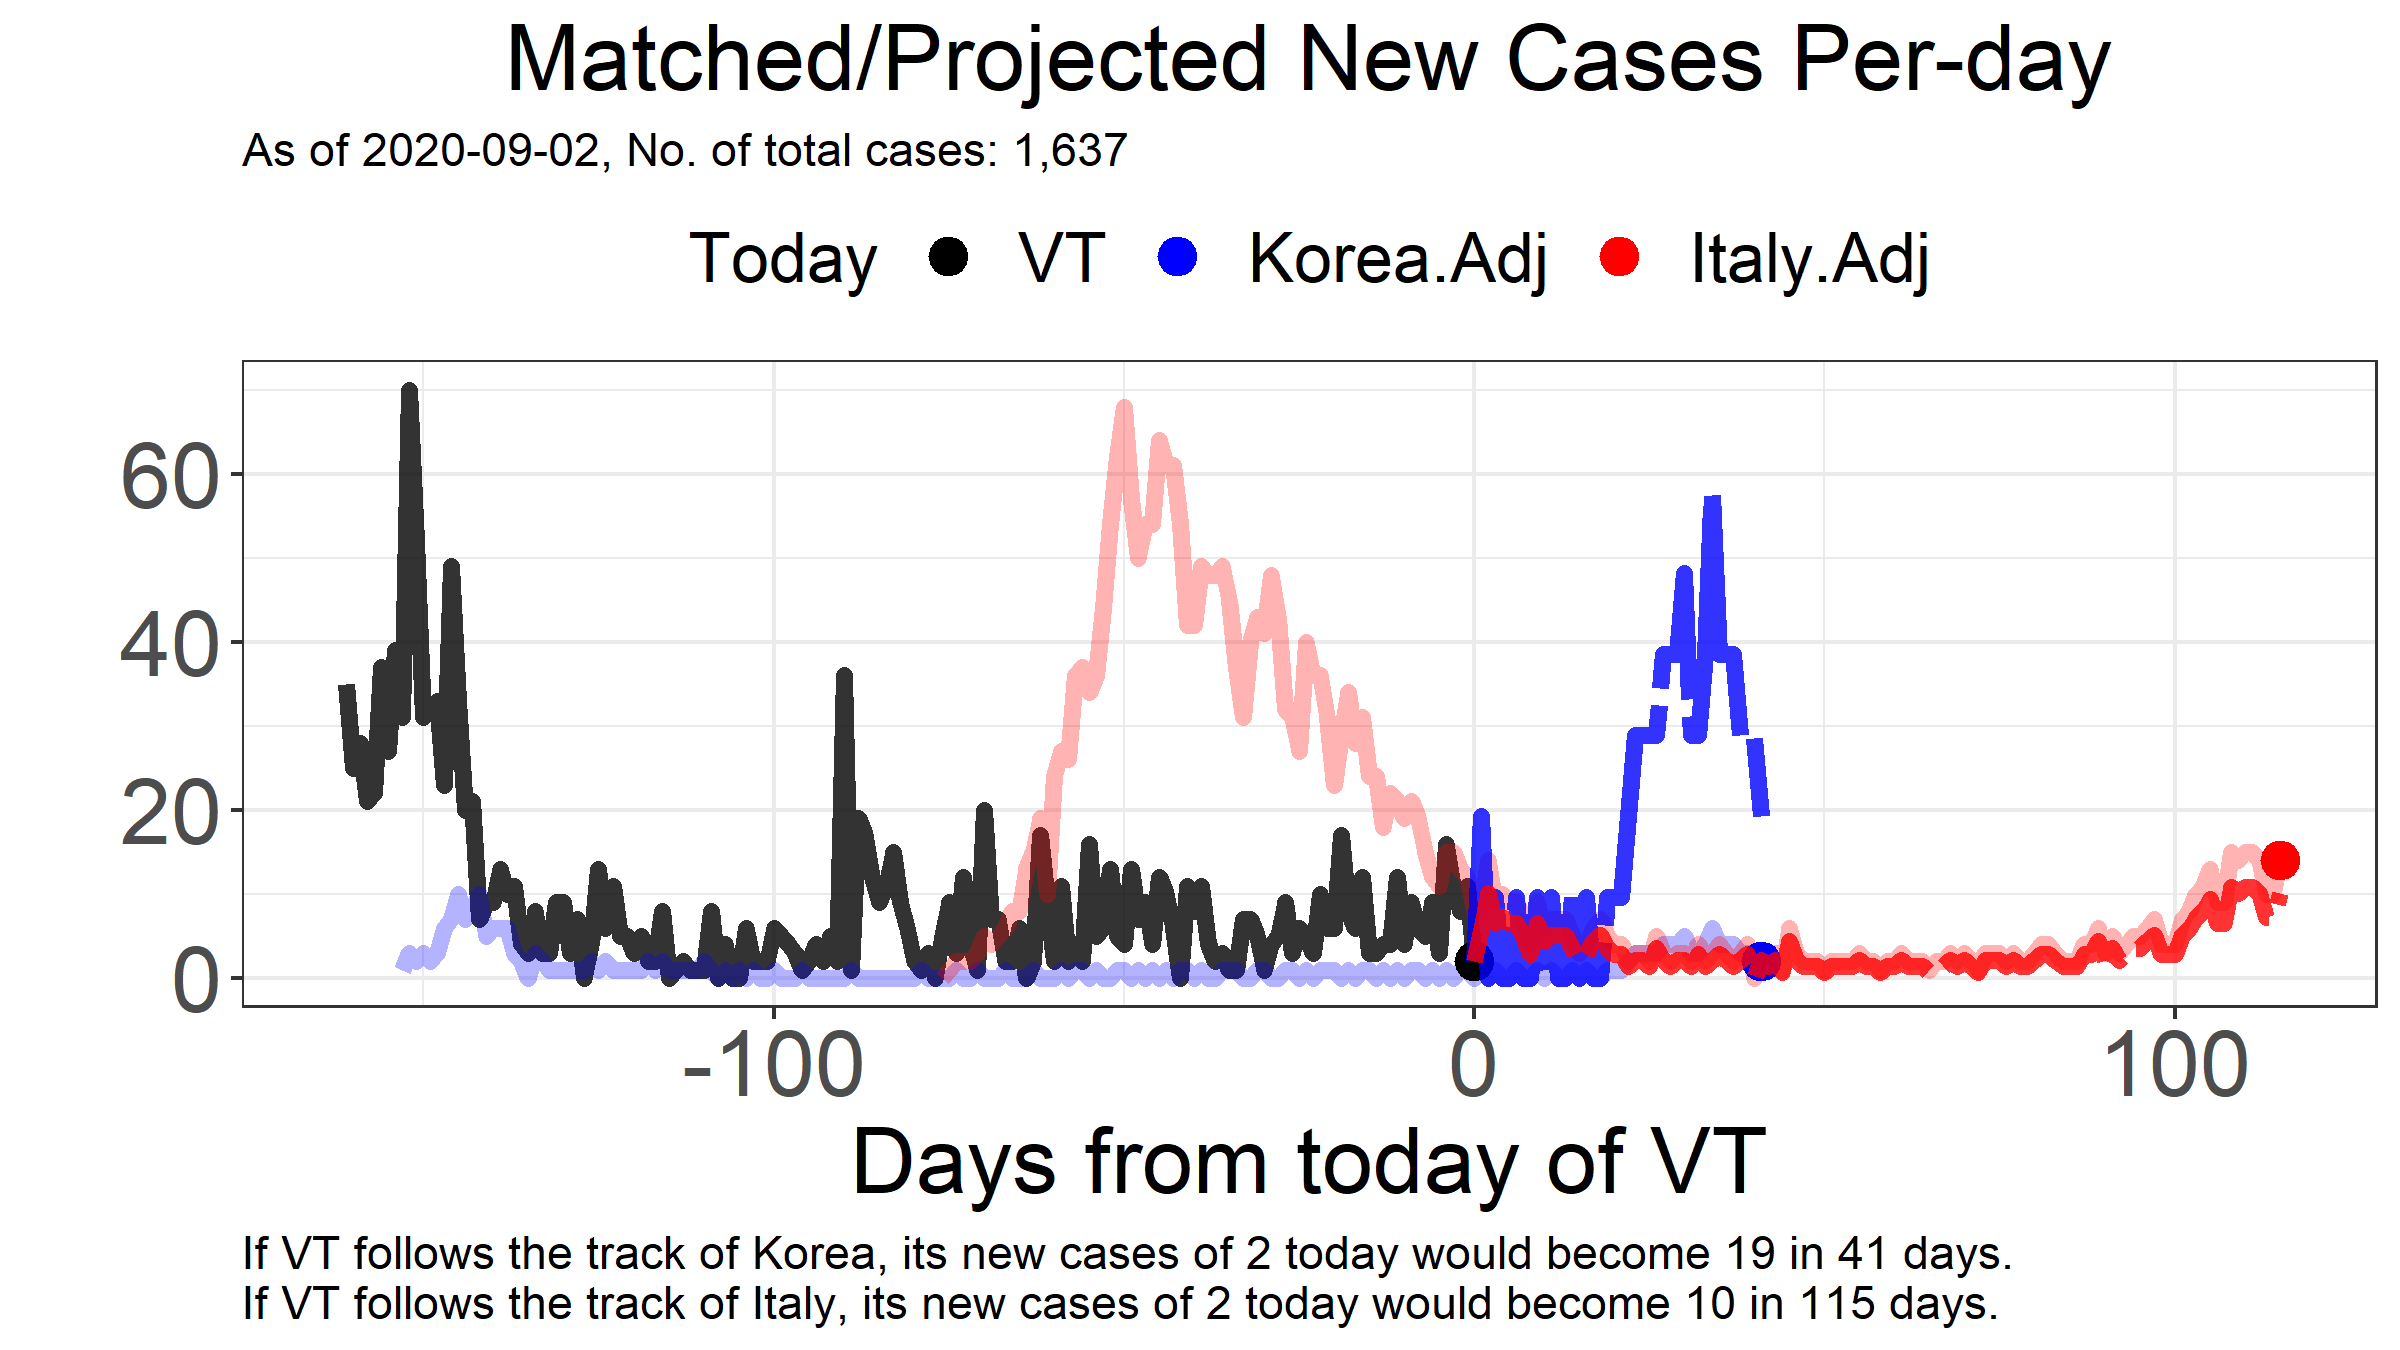 Matched/Projected New Cases Per-day
As of 2020-09-02, No. of total cases: 1,637
Today VT Korea.Adj Italy.Adj
60
40
20
0
-100 0 100
Days from today of VT
If VT follows the track of Korea, its new cases of 2 today would become 19 in 41 days.
If VT follows the track of Italy, its new cases of 2 today would become 10 in 115 days.